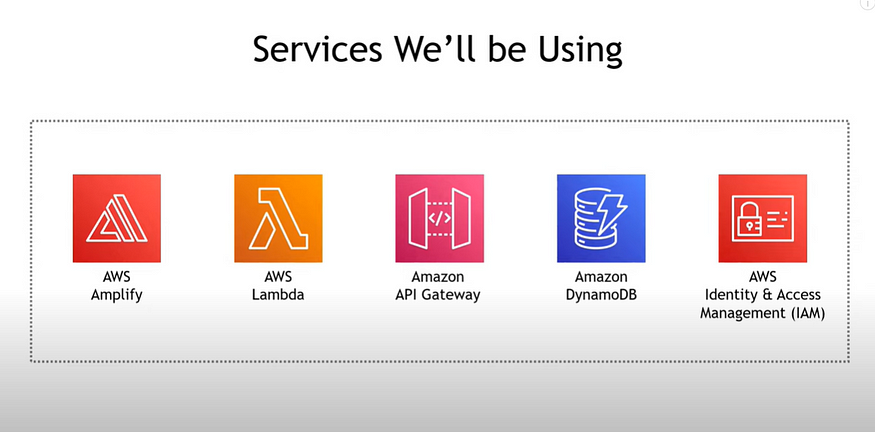 Services We'll be Using
</>
AWS
Amplify
AWS
Lambda
Amazon
API Gateway
Amazon
DynamoDB
AWS
Identity & Access
Management (IAM)